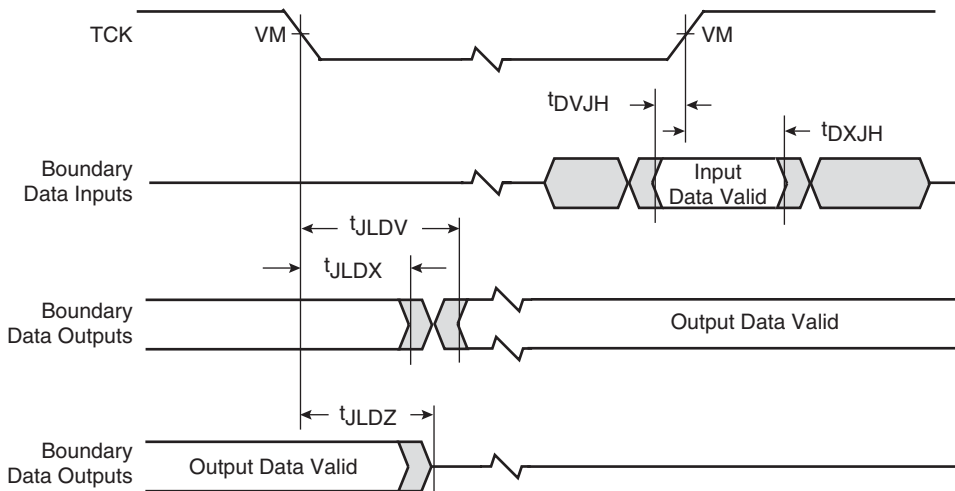 TCK
VM
VM
tDVJH
tDXJH
Boundary
Data Inputs
Input
Data Valid
tJLDV
tJLDX
Boundary
Data Outputs
Output Data Valid
tJLDZ
Boundary
Data Outputs
Output Data Valid